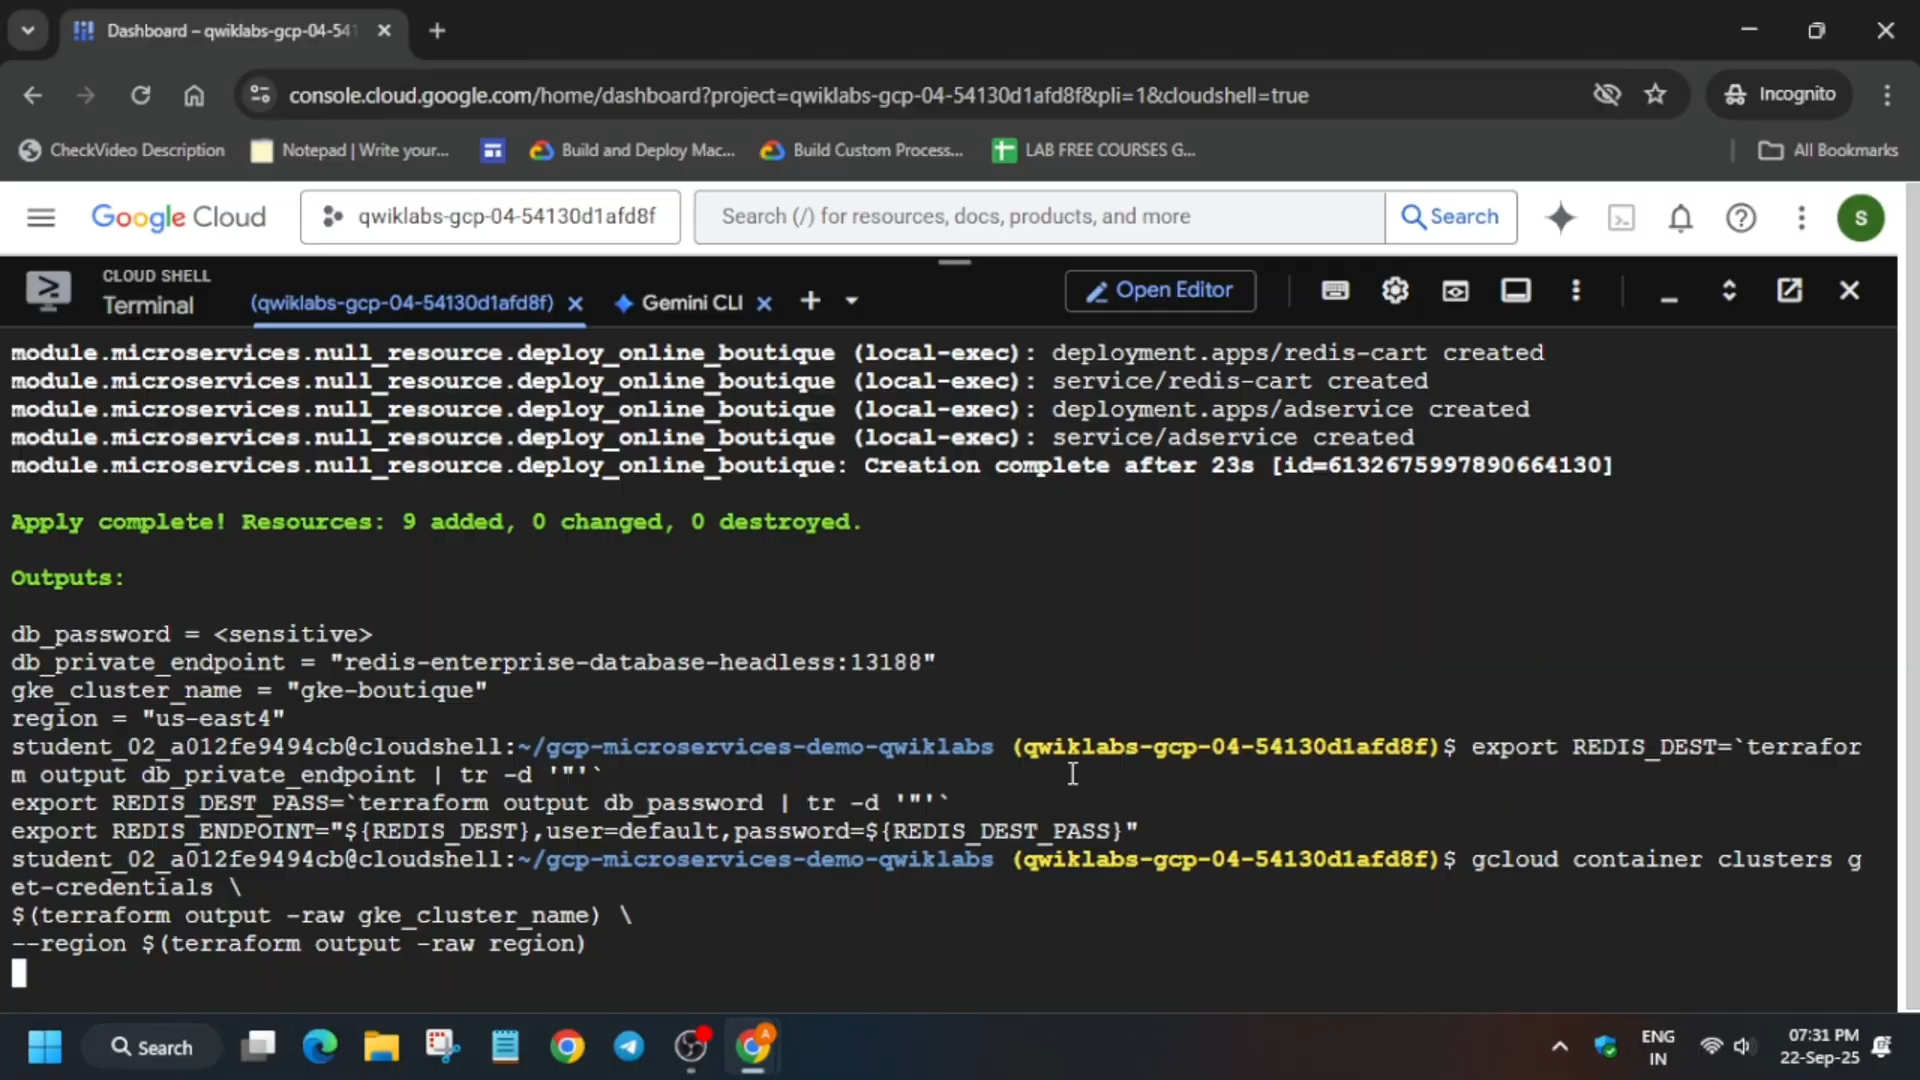 Dashboard – qwiklabs-gcp-04-541
console.cloud.google.com/home/dashboard?project=qwiklabs-gcp-04-54130d1afd8f&pli=1&cloudshell=true
Incognito
CheckVideo Description
Notepad | Write your...
Build and Deploy Mac...
Build Custom Process...
LAB FREE COURSES G...
All Bookmarks
Google Cloud
qwiklabs-gcp-04-54130d1afd8f
Search (/) for resources, docs, products, and more
Search
S
CLOUD SHELL
Terminal
(qwiklabs-gcp-04-54130d1afd8f)
Gemini CLI
Open Editor
module.microservices.null_resource.deploy_online_boutique (local-exec): deployment.apps/redis-cart created
module.microservices.null_resource.deploy_online_boutique (local-exec): service/redis-cart created
module.microservices.null_resource.deploy_online_boutique (local-exec): deployment.apps/adservice created
module.microservices.null_resource.deploy_online_boutique (local-exec): service/adservice created
module.microservices.null_resource.deploy_online_boutique: Creation complete after 23s [id=6132675997890664130]
Apply complete! Resources: 9 added, 0 changed, 0 destroyed.
Outputs:
db_password = <sensitive>
db_private_endpoint = "redis-enterprise-database-headless:13188"
gke_cluster_name = "gke-boutique"
region = "us-east4"
student_02_a012fe9494cb@cloudshell:~/gcp-microservices-demo-qwiklabs (qwiklabs-gcp-04-54130d1afd8f)$ export REDIS_DEST=`terrafor
m output db_private_endpoint | tr -d '"'`
export REDIS_DEST_PASS=`terraform output db_password | tr -d '"'`
export REDIS_ENDPOINT="${REDIS_DEST},user=default,password=${REDIS_DEST_PASS}"
student_02_a012fe9494cb@cloudshell:~/gcp-microservices-demo-qwiklabs (qwiklabs-gcp-04-54130d1afd8f)$ gcloud container clusters g
et-credentials \
$(terraform output -raw gke_cluster_name) \
--region $(terraform output -raw region)
Search
ENG
IN
07:31 PM
22-Sep-25